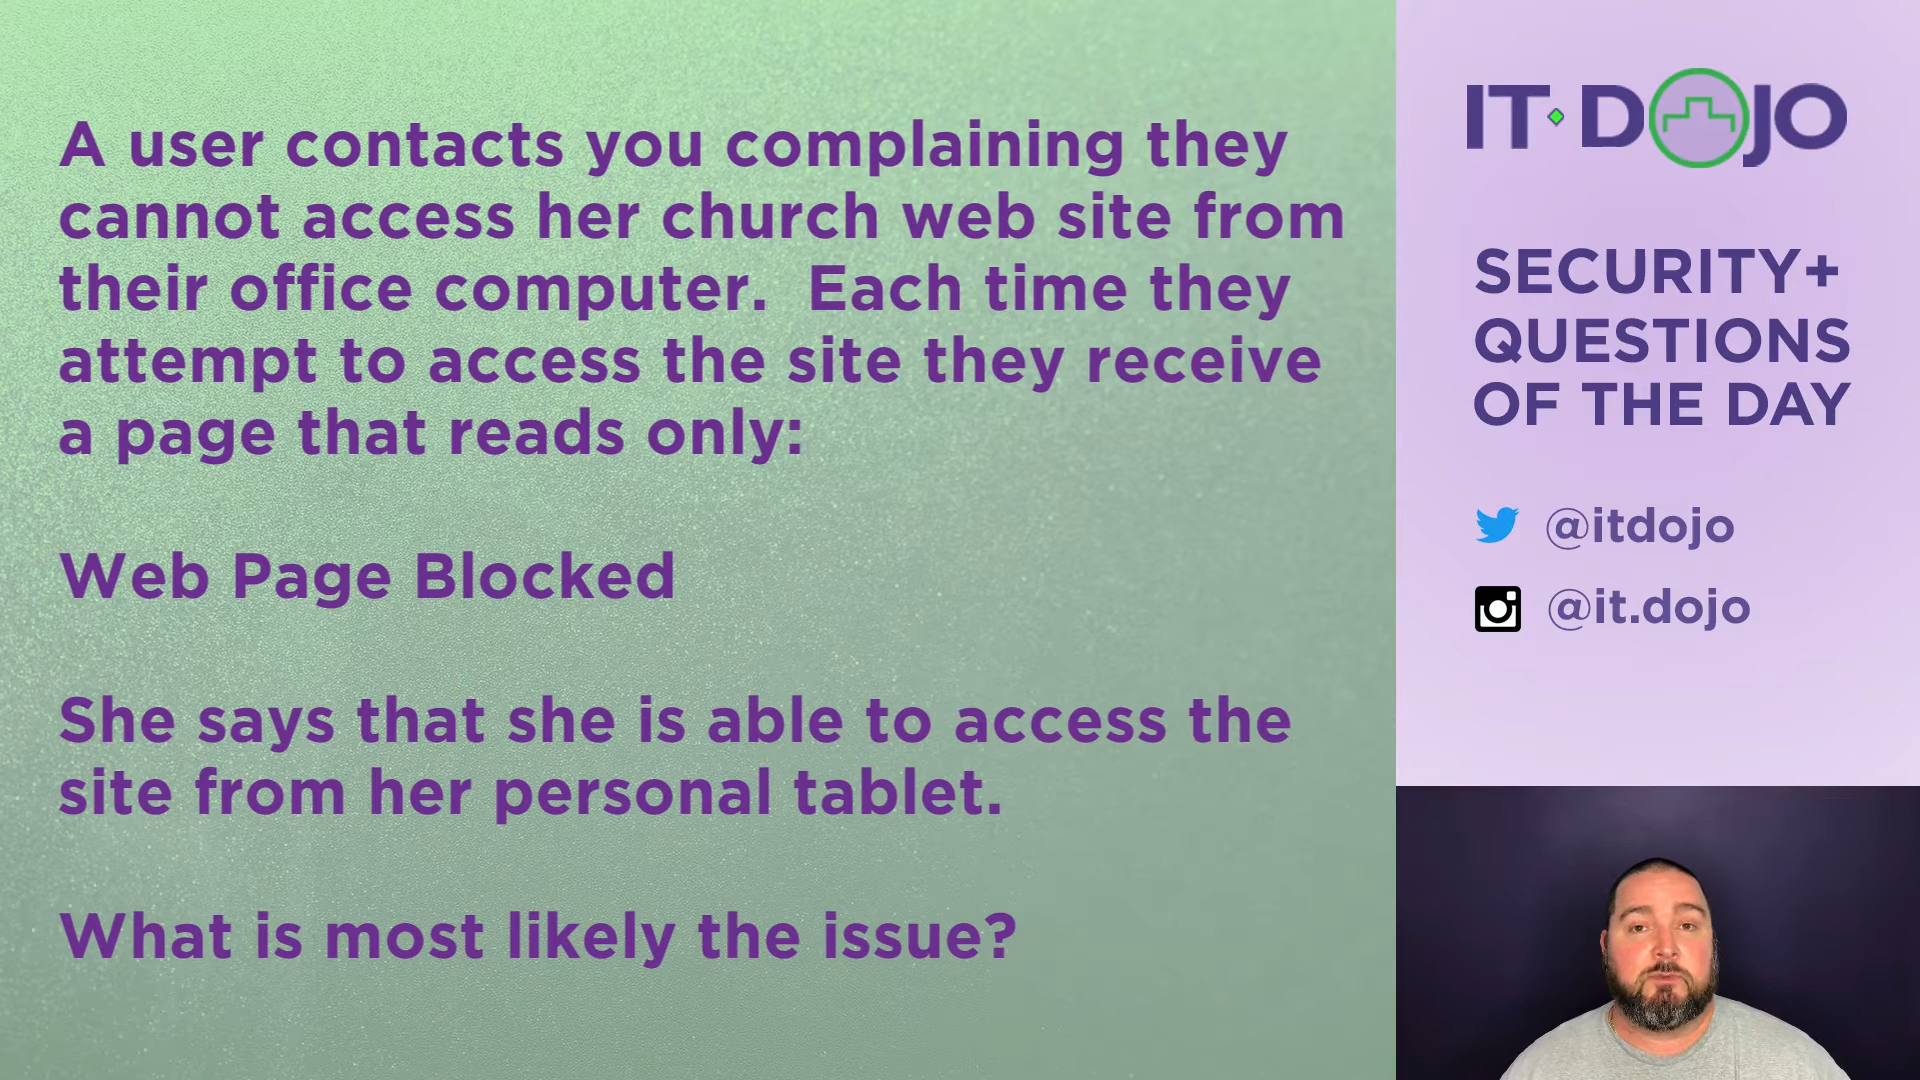 A user contacts you complaining they
cannot access her church web site from
their office computer.  Each time they
attempt to access the site they receive
a page that reads only:
Web Page Blocked
She says that she is able to access the
site from her personal tablet.
What is most likely the issue?
IT DOJO
SECURITY+
QUESTIONS
OF THE DAY
@itdojo
@it.dojo